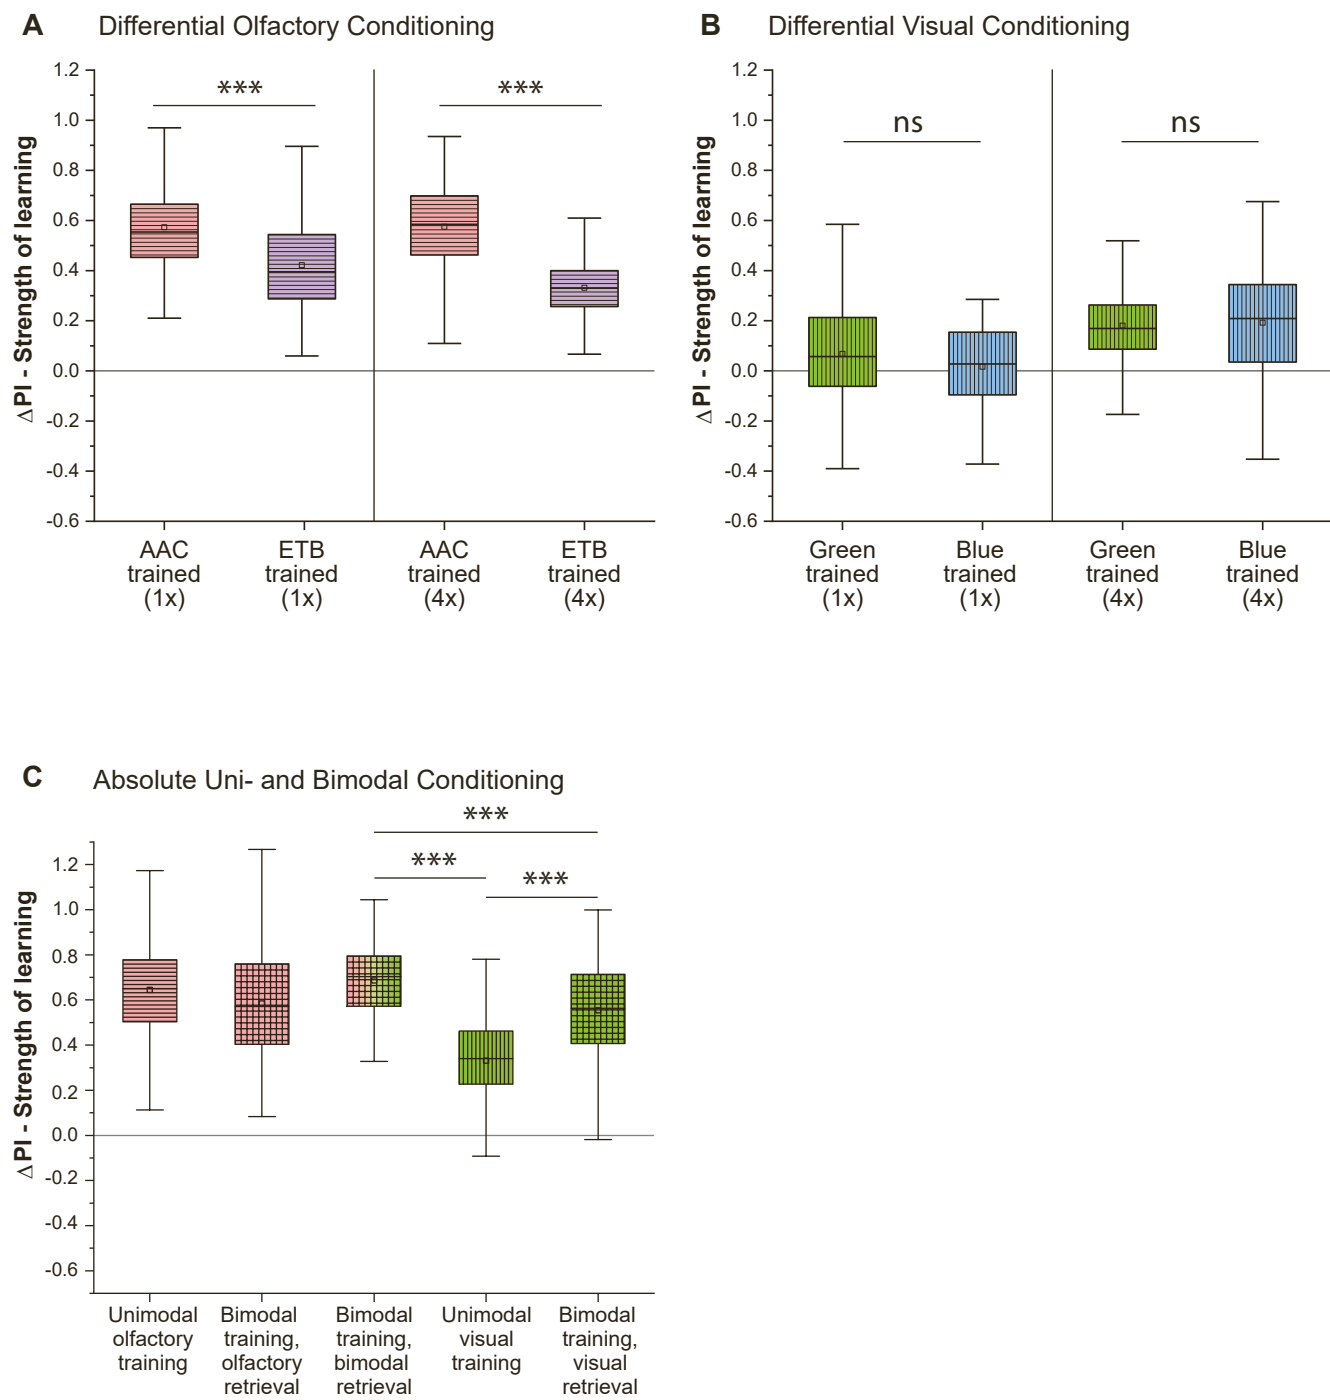 A Differential Olfactory Conditioning
ΔPI - Strength of learning
1.2
1.0
0.8
0.6
0.4
0.2
0.0
-0.2
-0.4
-0.6
***
***
AAC trained (1x)
ETB trained (1x)
AAC trained (4x)
ETB trained (4x)
B Differential Visual Conditioning
ΔPI - Strength of learning
1.2
1.0
0.8
0.6
0.4
0.2
0.0
-0.2
-0.4
-0.6
ns
ns
Green trained (1x)
Blue trained (1x)
Green trained (4x)
Blue trained (4x)
C Absolute Uni- and Bimodal Conditioning
ΔPI - Strength of learning
1.2
1.0
0.8
0.6
0.4
0.2
0.0
-0.2
-0.4
-0.6
***
***
***
Unimodal olfactory training
Bimodal training, olfactory retrieval
Bimodal training, bimodal retrieval
Unimodal visual training
Bimodal training, visual retrieval